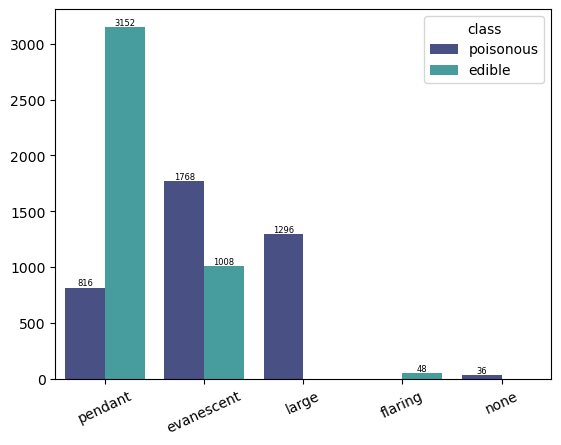 class
poisonous
edible
3000
2500
2000
1500
1000
500
0
3152
816
1768
1008
1296
48
36
pendant
evanescent
large
flaring
none